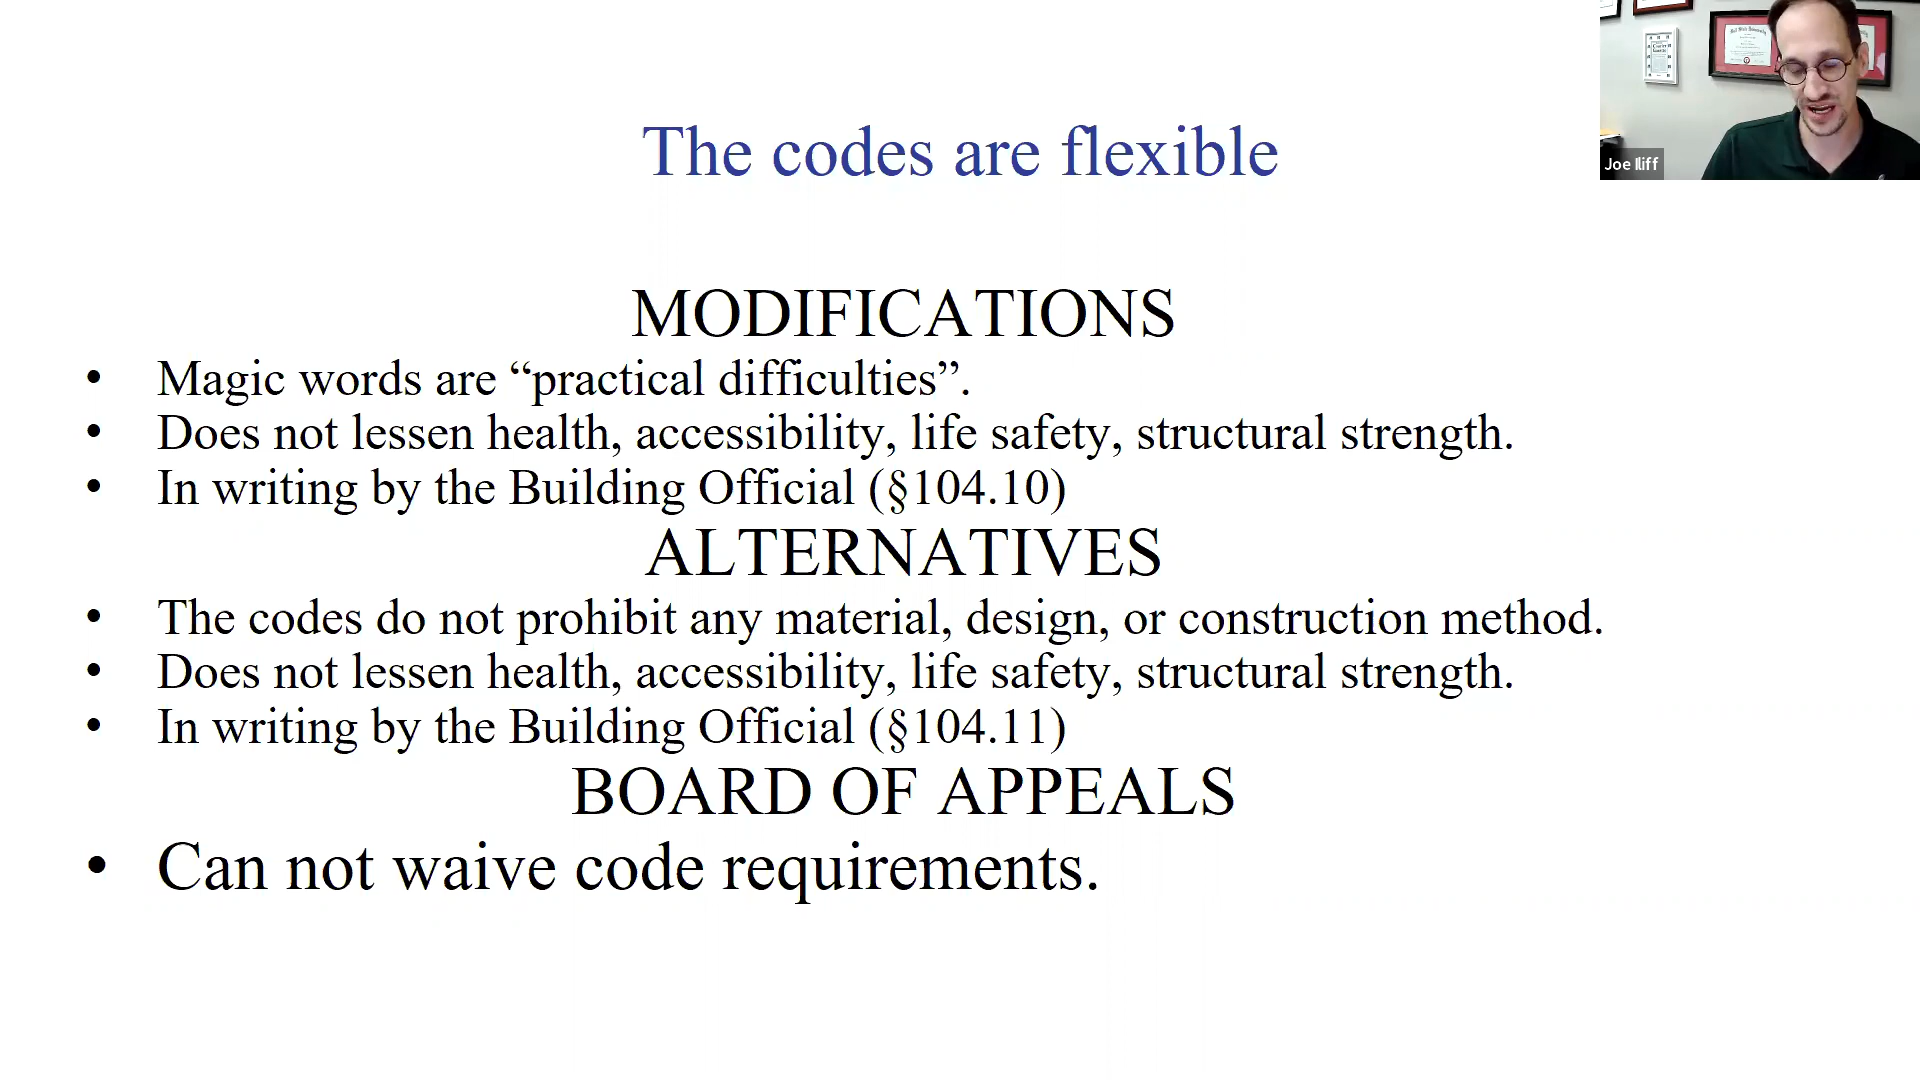 The codes are flexible
MODIFICATIONS
• Magic words are “practical difficulties”.
• Does not lessen health, accessibility, life safety, structural strength.
• In writing by the Building Official (§104.10)
ALTERNATIVES
• The codes do not prohibit any material, design, or construction method.
• Does not lessen health, accessibility, life safety, structural strength.
• In writing by the Building Official (§104.11)
BOARD OF APPEALS
• Can not waive code requirements.
Joe Iliff